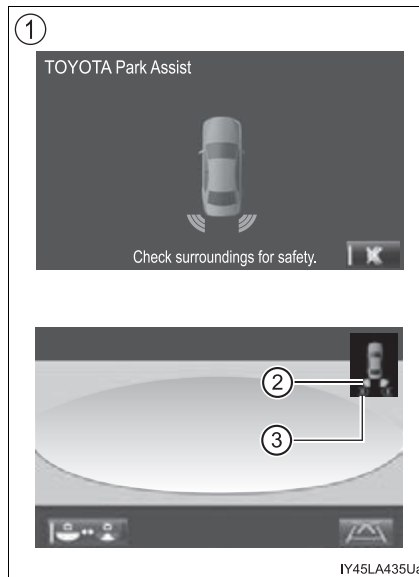 1
TOYOTA Park Assist
Check surroundings for safety.
2
3
IY45LA435Ua